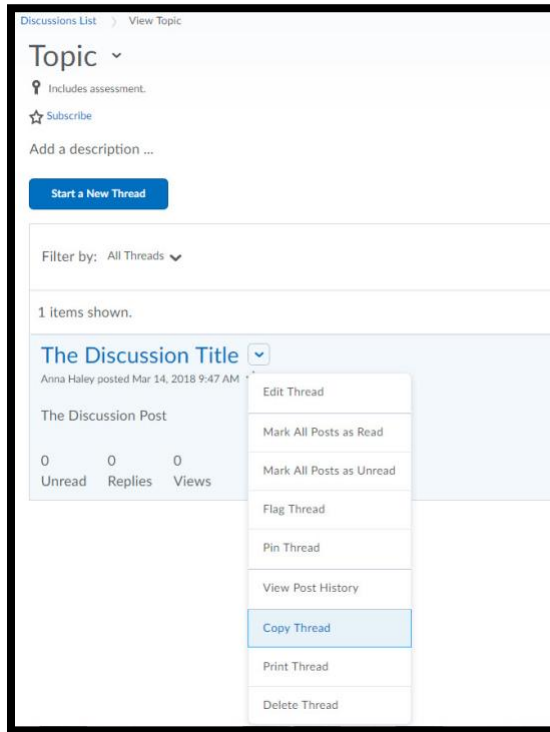 Discussions List > View Topic
Topic
Includes assessment.
Subscribe
Add a description ...
Start a New Thread
Filter by: All Threads
1 items shown.
The Discussion Title
Anna Haley posted Mar 14, 2018 9:47 AM
The Discussion Post
0 0 0
Unread Replies Views
Edit Thread
Mark All Posts as Read
Mark All Posts as Unread
Flag Thread
Pin Thread
View Post History
Copy Thread
Print Thread
Delete Thread